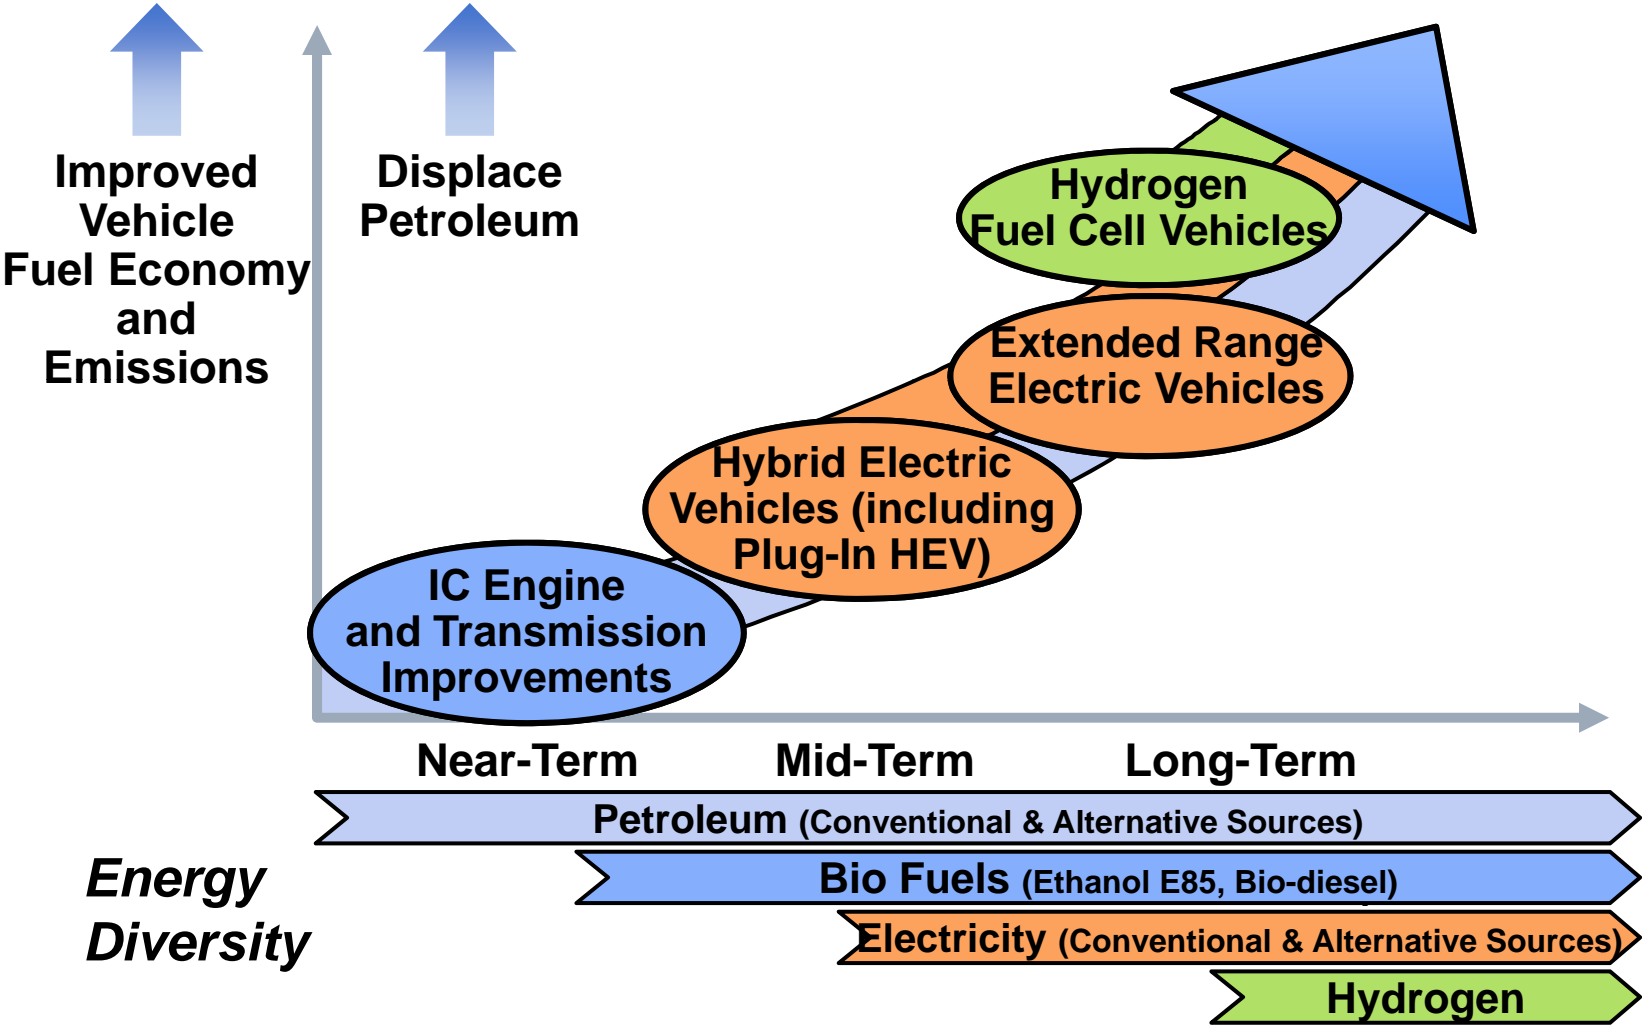 Improved
Vehicle
Fuel Economy
and
Emissions
Displace
Petroleum
Hydrogen
Fuel Cell Vehicles
Extended Range
Electric Vehicles
Hybrid Electric
Vehicles (including
Plug-In HEV)
IC Engine
and Transmission
Improvements
Near-Term Mid-Term Long-Term
Petroleum (Conventional & Alternative Sources)
Bio Fuels (Ethanol E85, Bio-diesel)
Electricity (Conventional & Alternative Sources)
Hydrogen
Energy
Diversity